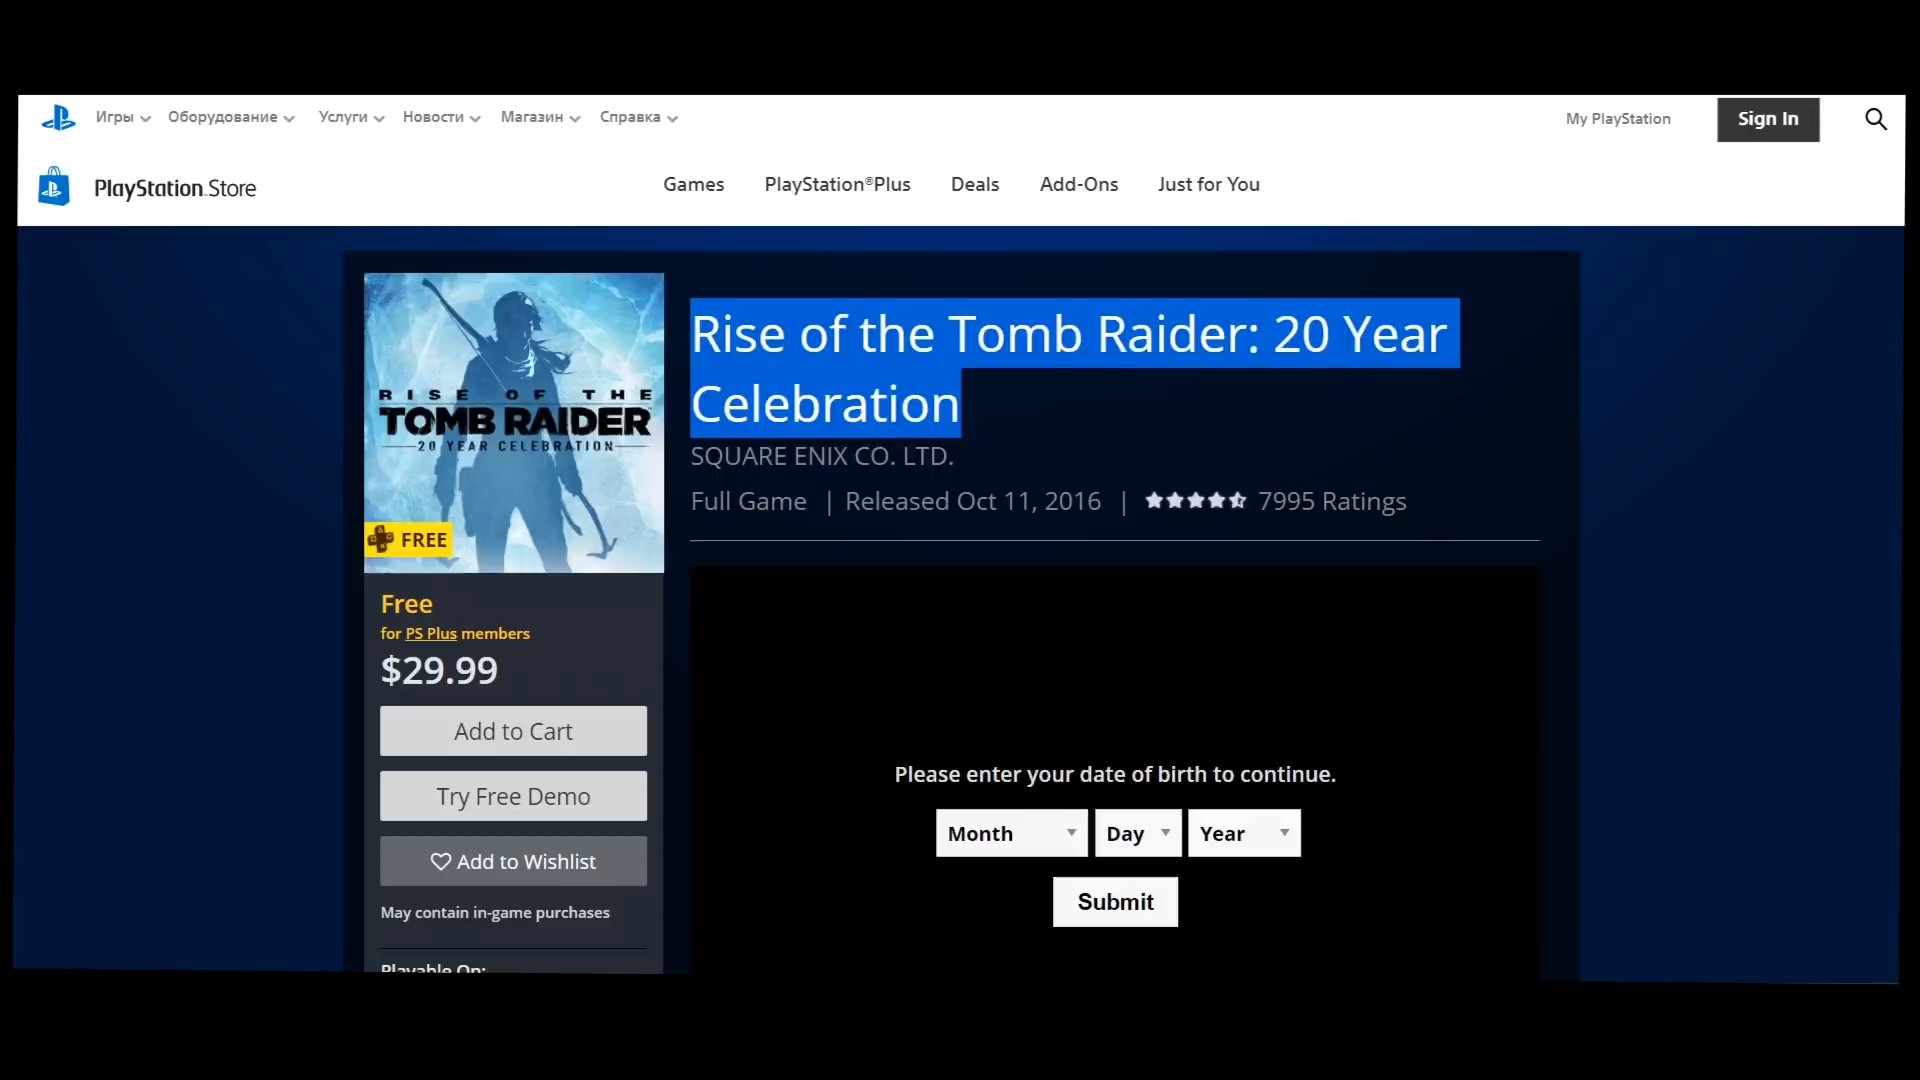 Игры
Оборудование
Услуги
Новости
Магазин
Справка
My PlayStation
Sign In
PlayStation Store
Games
PlayStation®Plus
Deals
Add-Ons
Just for You
RISE OF THE
TOMB RAIDER
20 YEAR CELEBRATION
FREE
Rise of the Tomb Raider: 20 Year
Celebration
SQUARE ENIX CO. LTD.
Full Game | Released Oct 11, 2016 | 7995 Ratings
Free
for PS Plus members
$29.99
Add to Cart
Try Free Demo
Add to Wishlist
May contain in-game purchases
Playable On:
Please enter your date of birth to continue.
Month
Day
Year
Submit